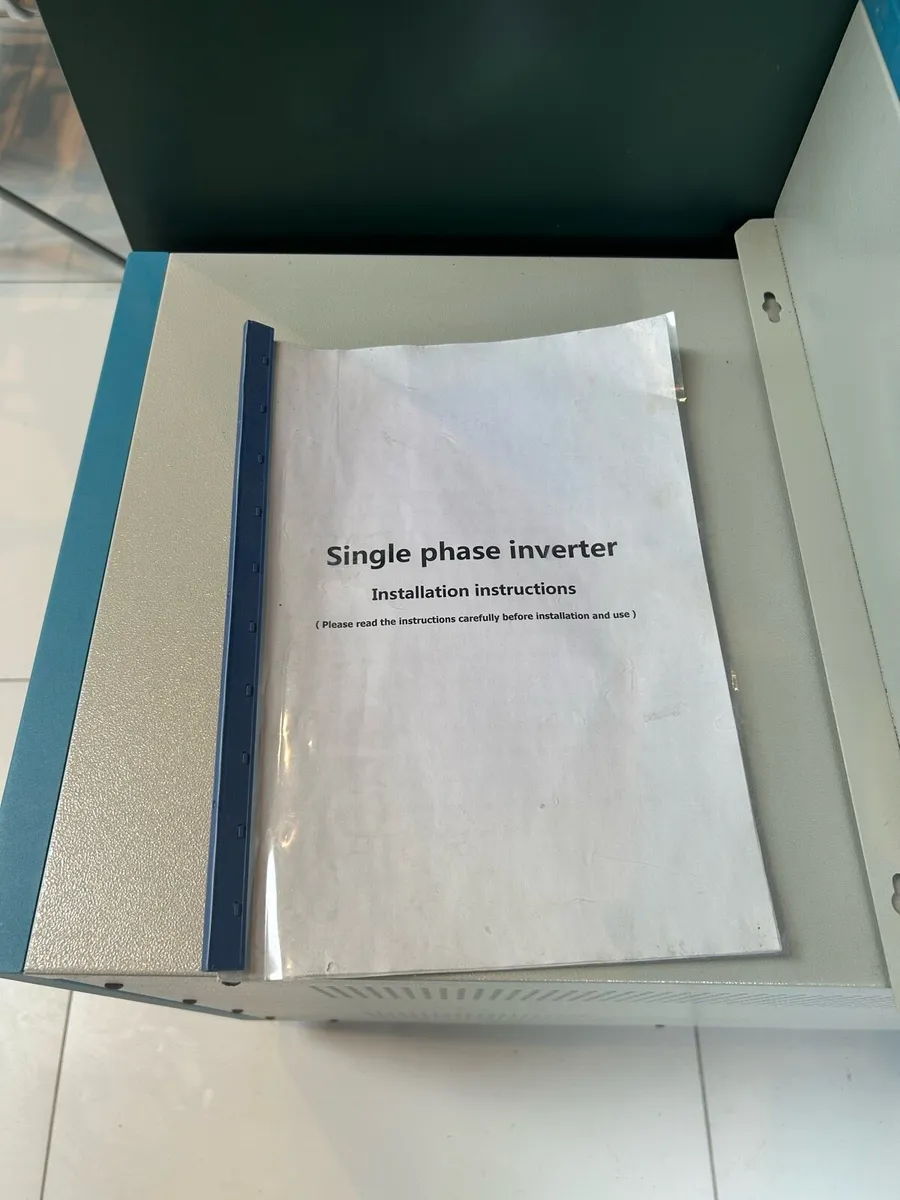 Single phase inverter
Installation instructions
( Please read the instructions carefully before installation and use )